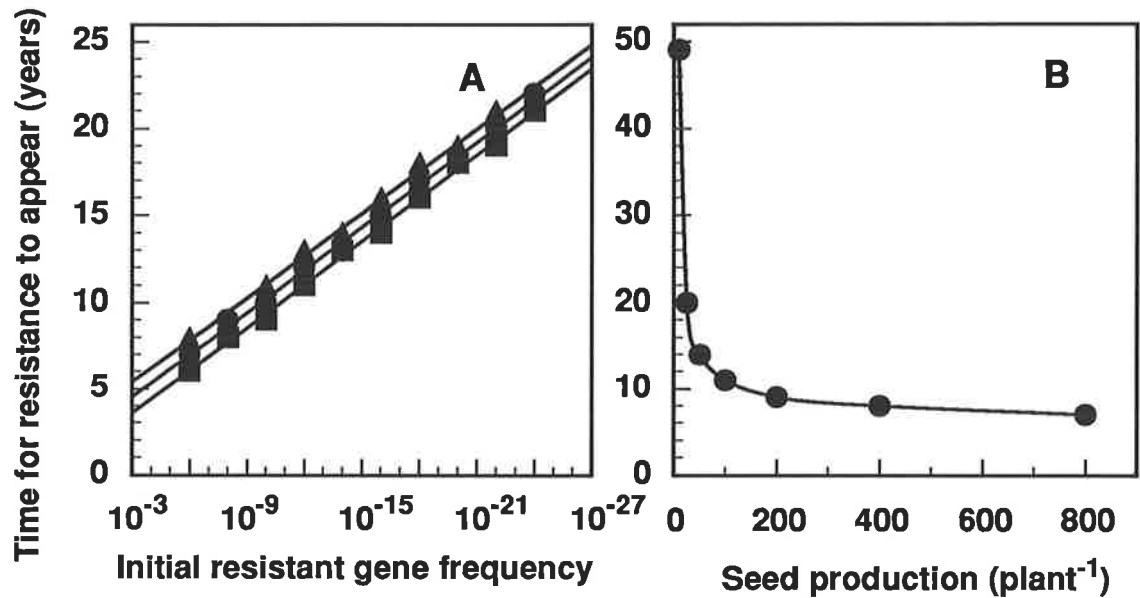 Time for resistance to appear (years)
25
20
15
10
5
0
A
10⁻³ 10⁻⁹ 10⁻¹⁵ 10⁻²¹ 10⁻²⁷
Initial resistant gene frequency
50
40
30
20
10
0
B
0 200 400 600 800
Seed production (plant⁻¹)